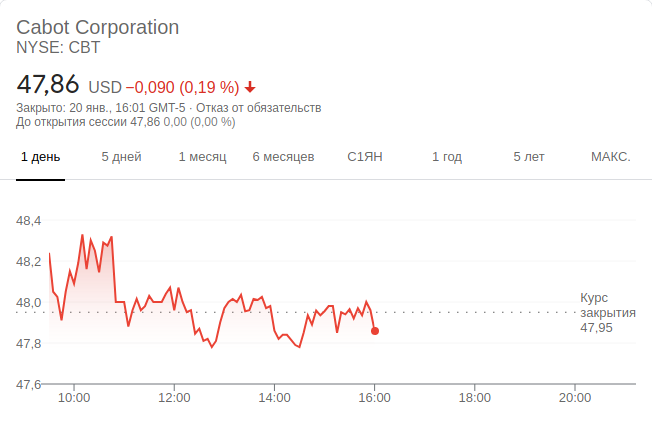 Cabot Corporation
NYSE: CBT
47,86 USD −0,090 (0,19 %)
Закрыто: 20 янв., 16:01 GMT-5 · Отказ от обязательств
До открытия сессии 47,86 0,00 (0,00 %)
1 день 5 дней 1 месяц 6 месяцев С1ЯН 1 год 5 лет МАКС.
48,4
48,2
48,0
47,8
47,6
Курс
закрытия
47,95
10:00 12:00 14:00 16:00 18:00 20:00